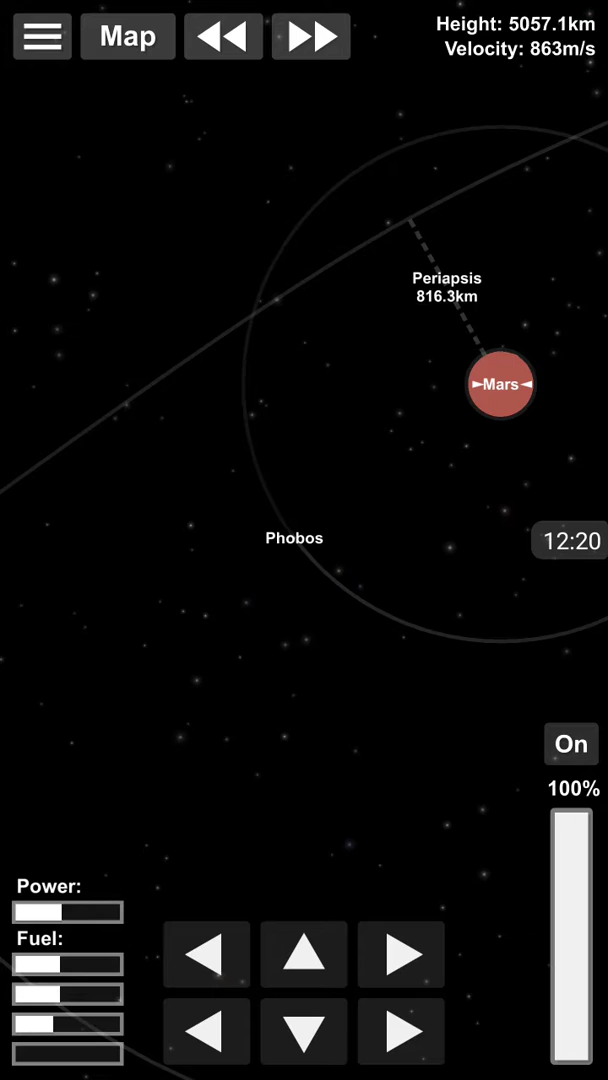 Map
Height: 5057.1km
Velocity: 863m/s
Periapsis
816.3km
Mars
Phobos
12:20
On
100%
Power:
Fuel: